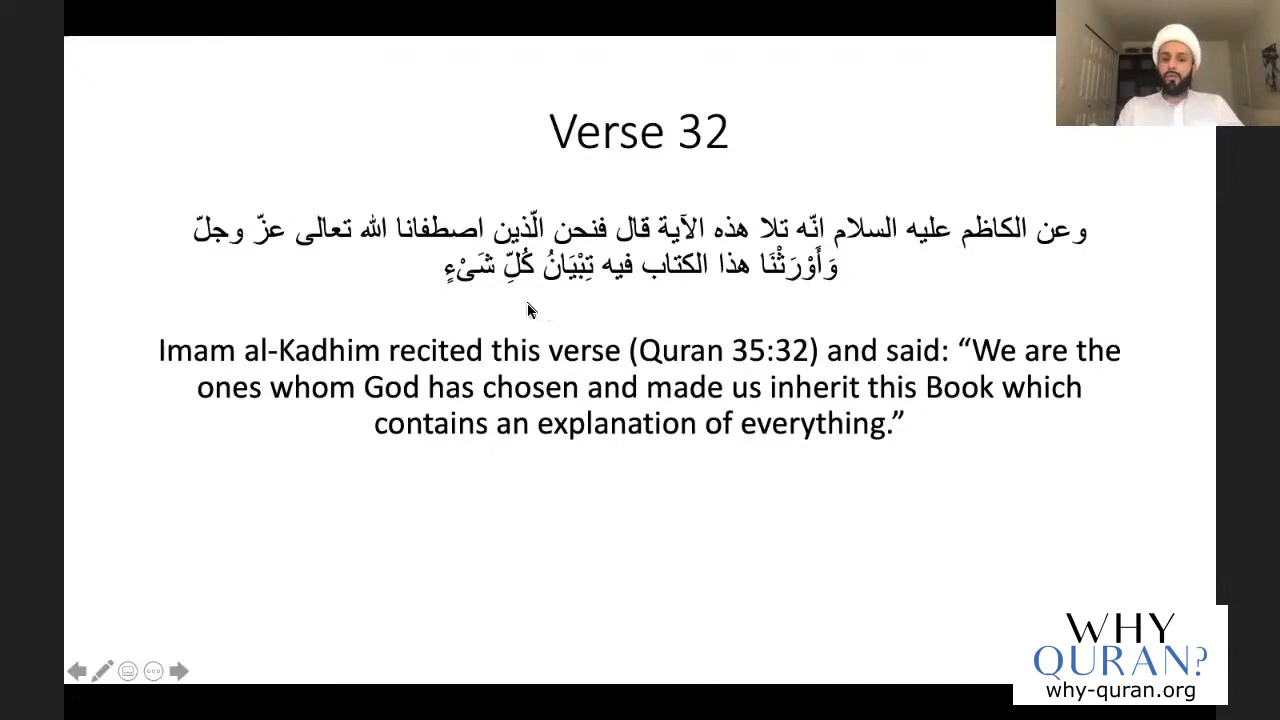 Verse 32
وعن الكاظم عليه السلام انّه تلا هذه الآية قال فنحن الّذين اصطفانا الله تعالى عزّ وجلّ
وَأَوْرَثْنَا هذا الكتاب فيه تِبْيَانُ كُلِّ شَىْءٍ
Imam al-Kadhim recited this verse (Quran 35:32) and said: “We are the
ones whom God has chosen and made us inherit this Book which
contains an explanation of everything.”
WHY
QURAN?
why-quran.org